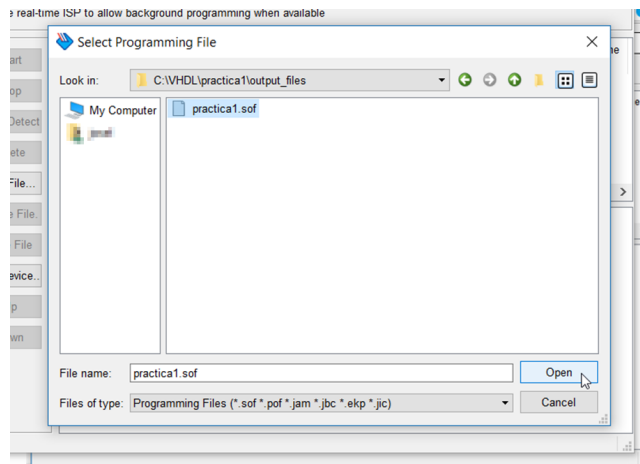 e real-time ISP to allow background programming when available
Select Programming File
Look in:
C:\VHDL\practica1\output_files
My Computer
practica1.sof
art
op
Detect
ete
File...
e File.
File
evice..
p
wn
ne
File name:
practica1.sof
Open
Files of type:
Programming Files (*.sof *.pof *.jam *.jbc *.ekp *.jic)
Cancel